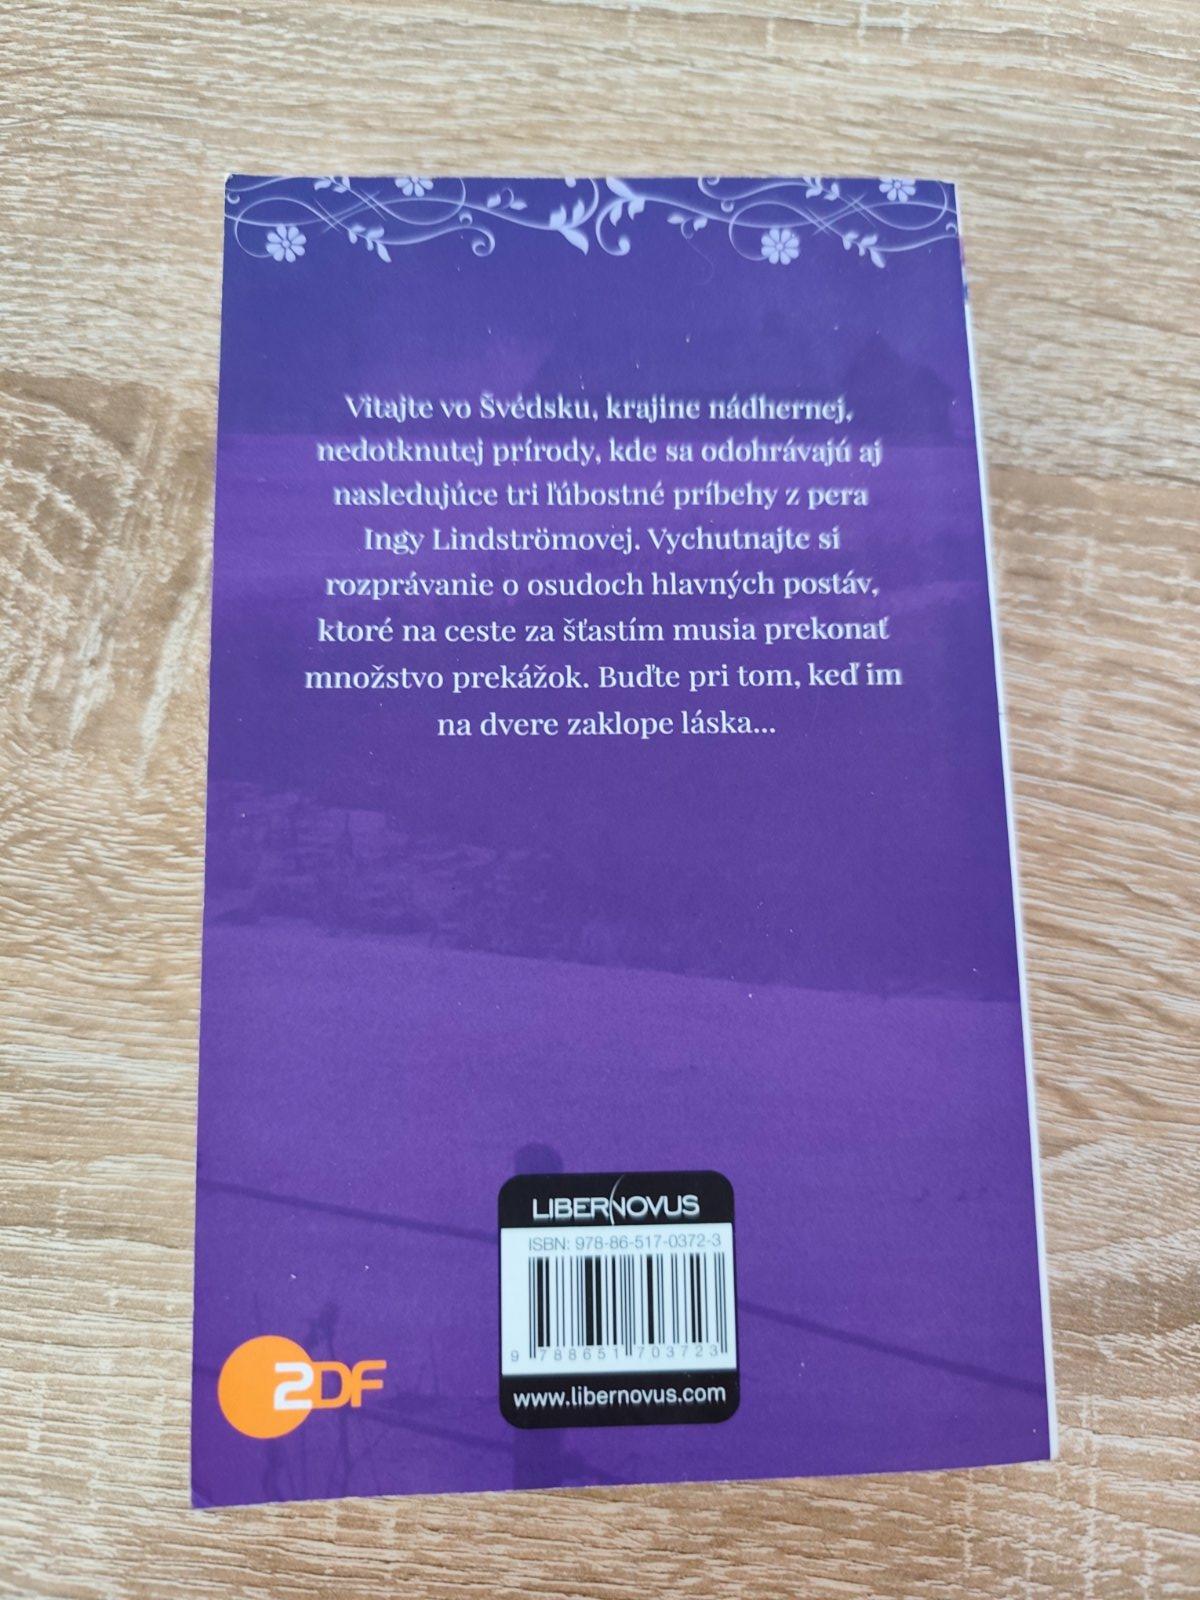 Vitajte vo Švédsku, krajine nádhernej,
nedotknutej prírody, kde sa odohrávajú aj
nasledujúce tri ľúbostné príbehy z pera
Ingy Lindströmovej. Vychutnajte si
rozprávanie o osudoch hlavných postáv,
ktoré na ceste za šťastím musia prekonať
množstvo prekážok. Buďte pri tom, keď im
na dvere zaklope láska...
LIBERNOVUS
ISBN: 978-86-517-0372-3
9 788651 703723
www.libernovus.com
2DF